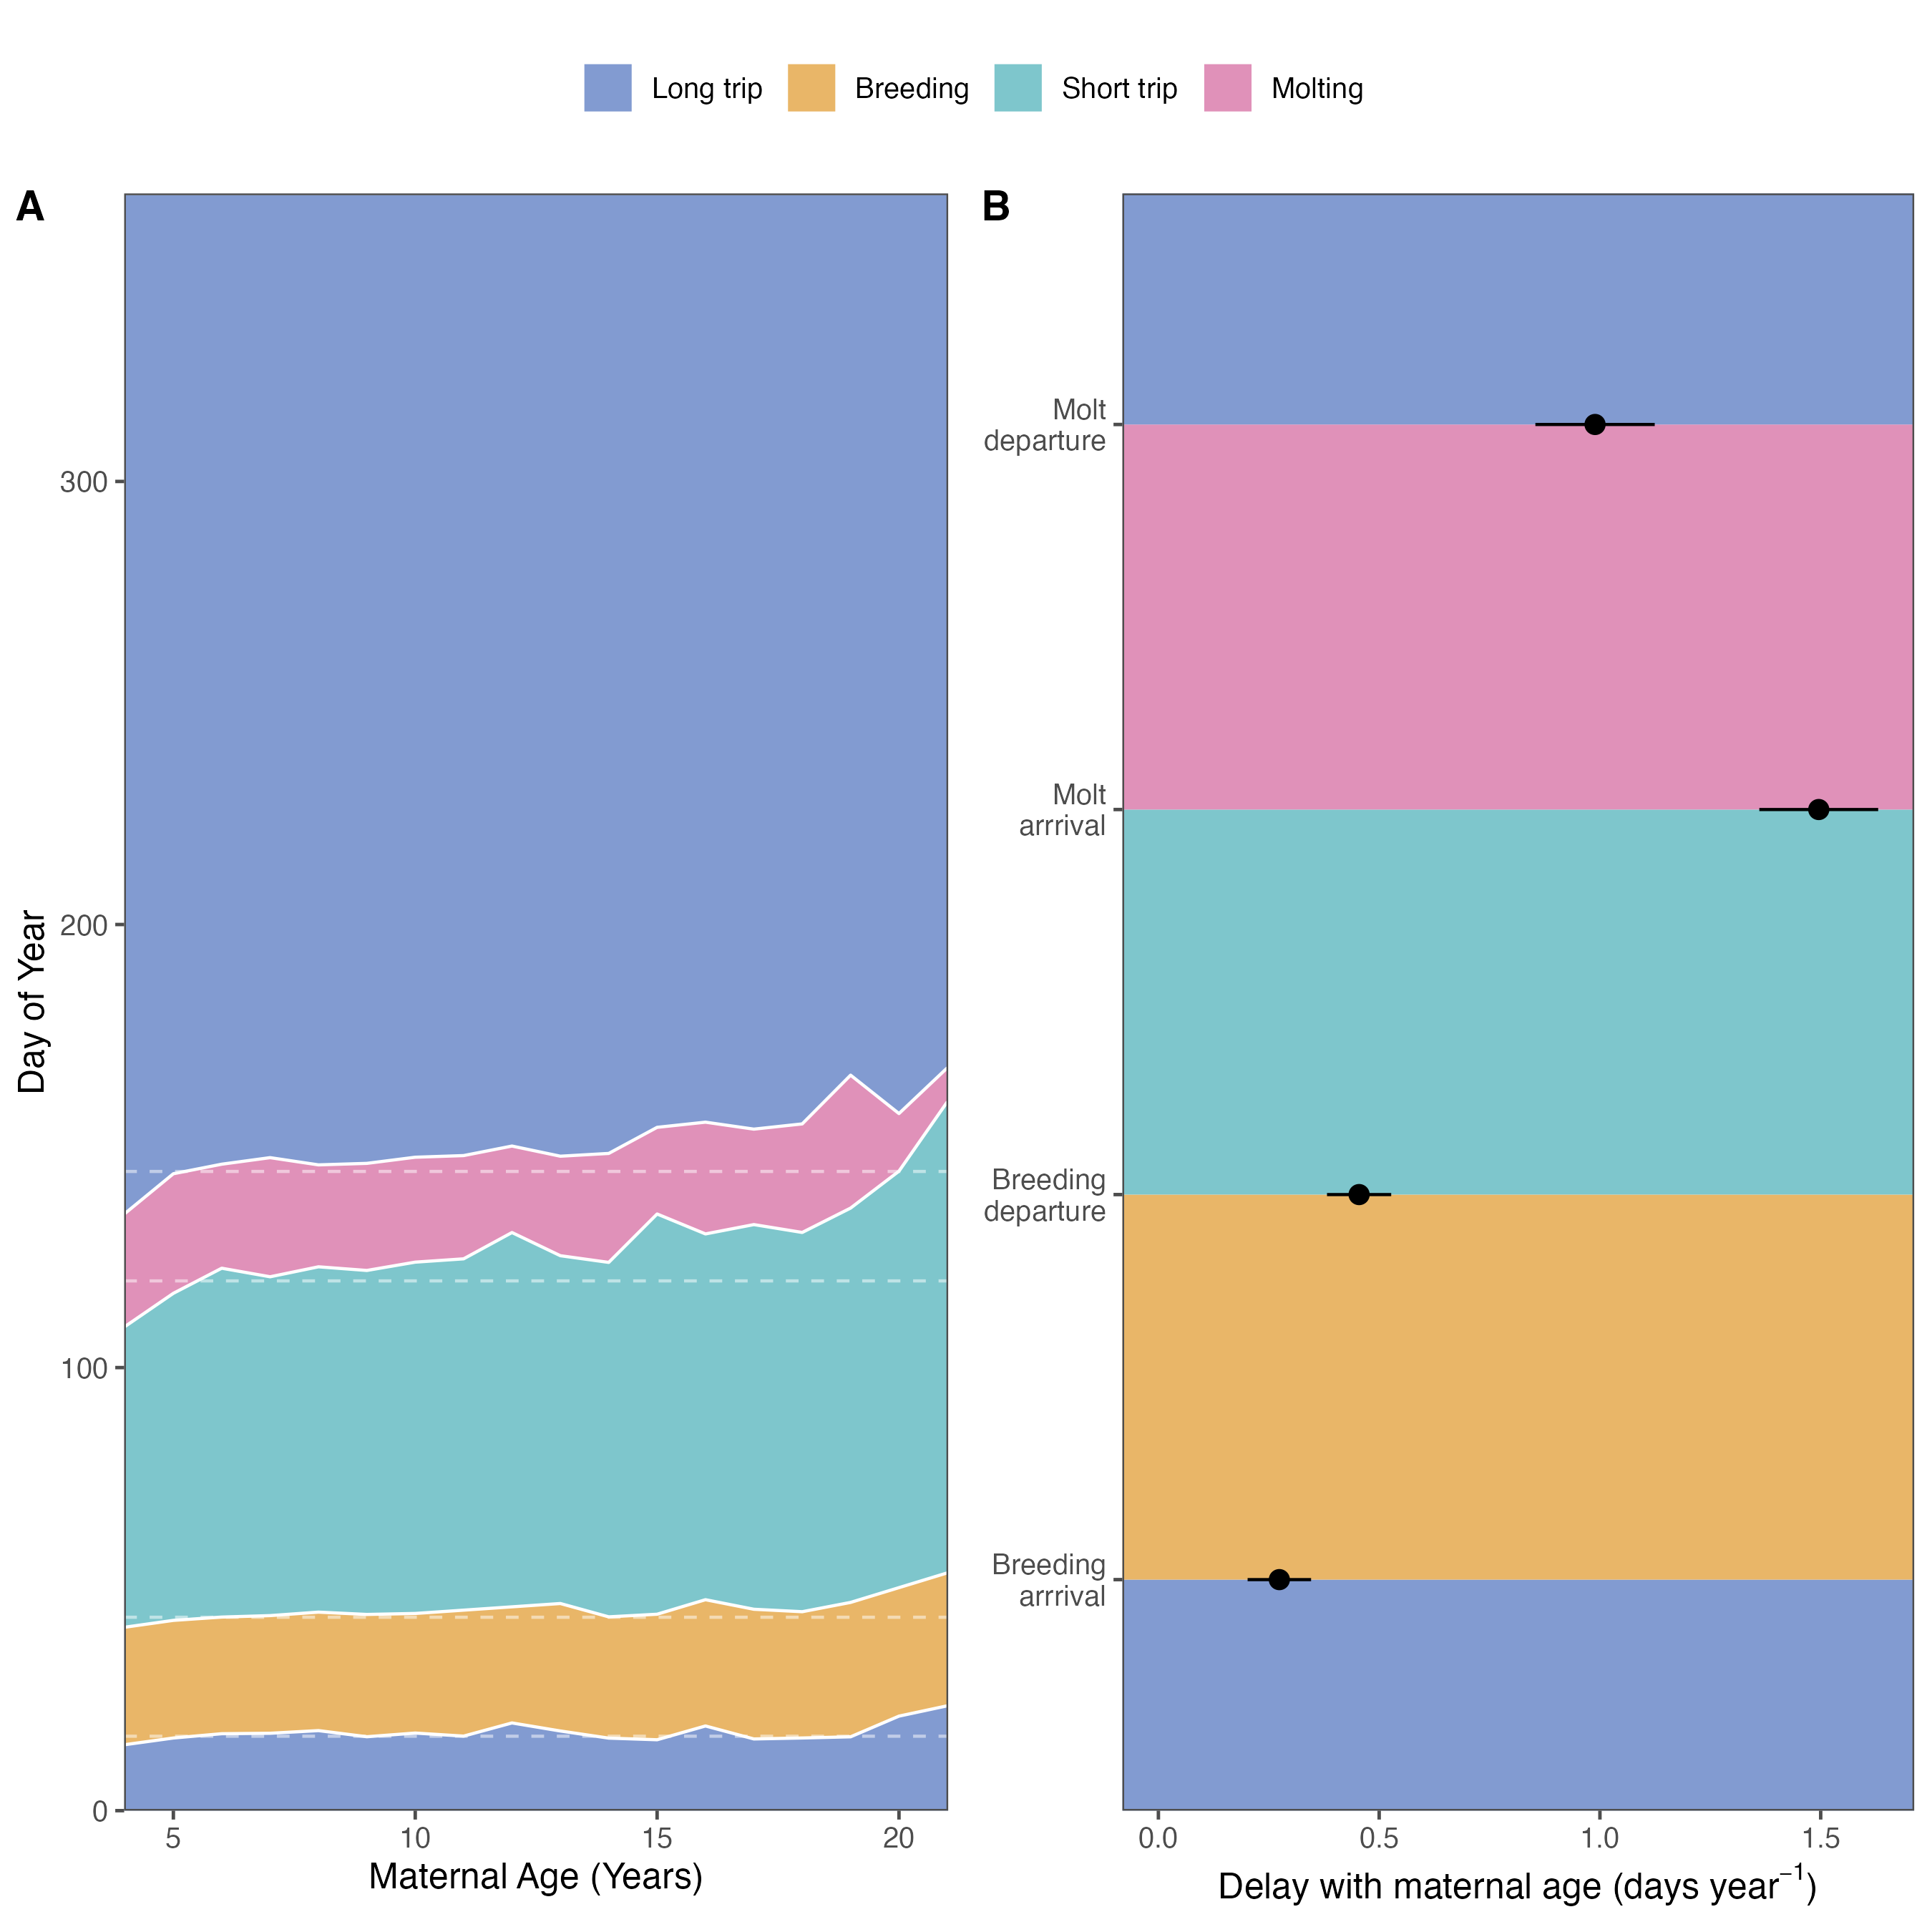 Long trip Breeding Short trip Molting
A
B
Day of Year
300
200
100
0
5 10 15 20
Maternal Age (Years)
Molt
departure
Molt
arrrival
Breeding
departure
Breeding
arrrival
0.0 0.5 1.0 1.5
Delay with maternal age (days year⁻¹)